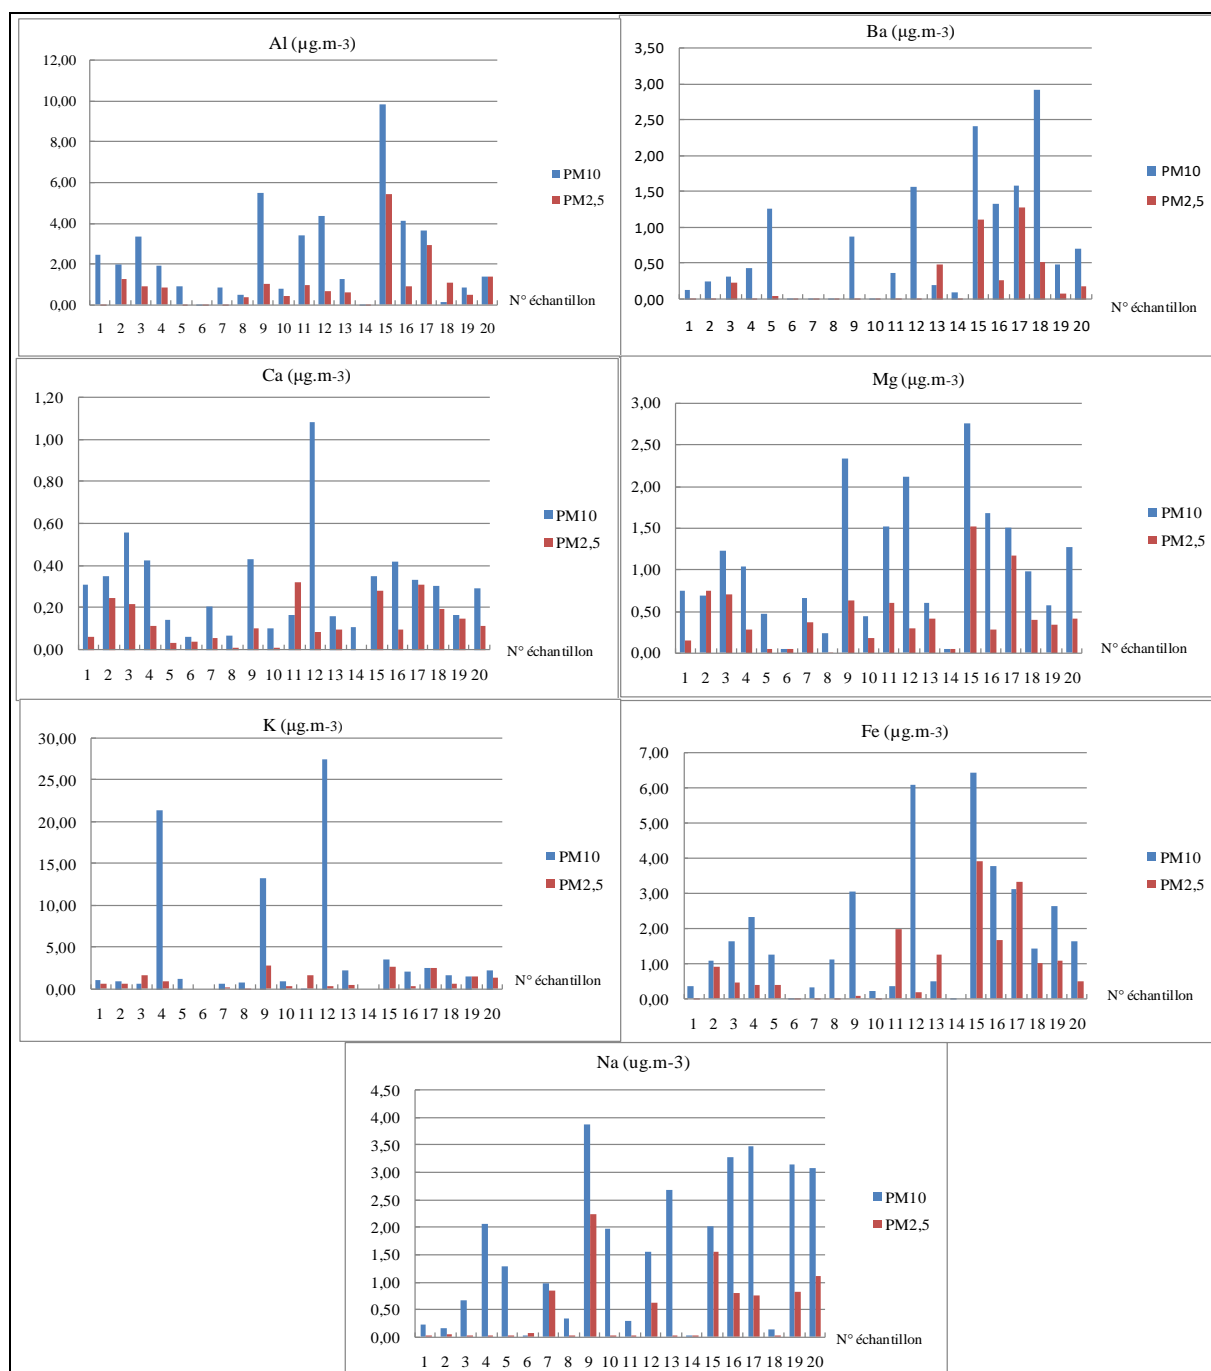 Al (µg.m-3)
12,00
10,00
8,00
6,00
4,00
2,00
0,00
1 2 3 4 5 6 7 8 9 10 11 12 13 14 15 16 17 18 19 20
N° échantillon
PM10
PM2,5
Ba (µg.m-3)
3,50
3,00
2,50
2,00
1,50
1,00
0,50
0,00
1 2 3 4 5 6 7 8 9 10 11 12 13 14 15 16 17 18 19 20
N° échantillon
PM10
PM2,5
Ca (µg.m-3)
1,20
1,00
0,80
0,60
0,40
0,20
0,00
1 2 3 4 5 6 7 8 9 10 11 12 13 14 15 16 17 18 19 20
N° échantillon
PM10
PM2,5
Mg (µg.m-3)
3,00
2,50
2,00
1,50
1,00
0,50
0,00
1 2 3 4 5 6 7 8 9 10 11 12 13 14 15 16 17 18 19 20
N° échantillon
PM10
PM2,5
K (µg.m-3)
30,00
25,00
20,00
15,00
10,00
5,00
0,00
1 2 3 4 5 6 7 8 9 10 11 12 13 14 15 16 17 18 19 20
N° échantillon
PM10
PM2,5
Fe (µg.m-3)
7,00
6,00
5,00
4,00
3,00
2,00
1,00
0,00
1 2 3 4 5 6 7 8 9 10 11 12 13 14 15 16 17 18 19 20
N° échantillon
PM10
PM2,5
Na (ug.m-3)
4,50
4,00
3,50
3,00
2,50
2,00
1,50
1,00
0,50
0,00
1 2 3 4 5 6 7 8 9 10 11 12 13 14 15 16 17 18 19 20
N° échantillon
PM10
PM2,5